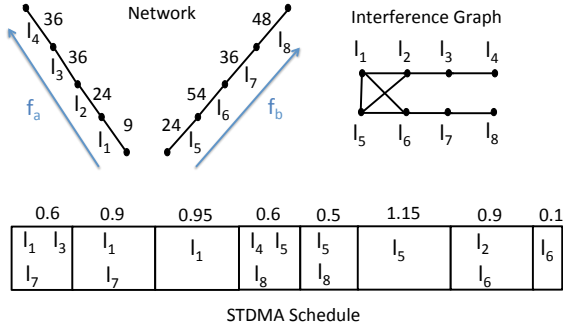 Network
Interference Graph
36
48
l₄
l₈
36
36
l₃
l₇
24
54
l₂
l₆
fₐ
f_b
9
24
l₁
l₅
l₁ l₂ l₃ l₄
l₅ l₆ l₇ l₈
0.6 0.9 0.95 0.6 0.5 1.15 0.9 0.1
l₁ l₃ l₁ l₁ l₄ l₅ l₅ l₅ l₂ l₆
l₇ l₇ l₈ l₈ l₆
STDMA Schedule